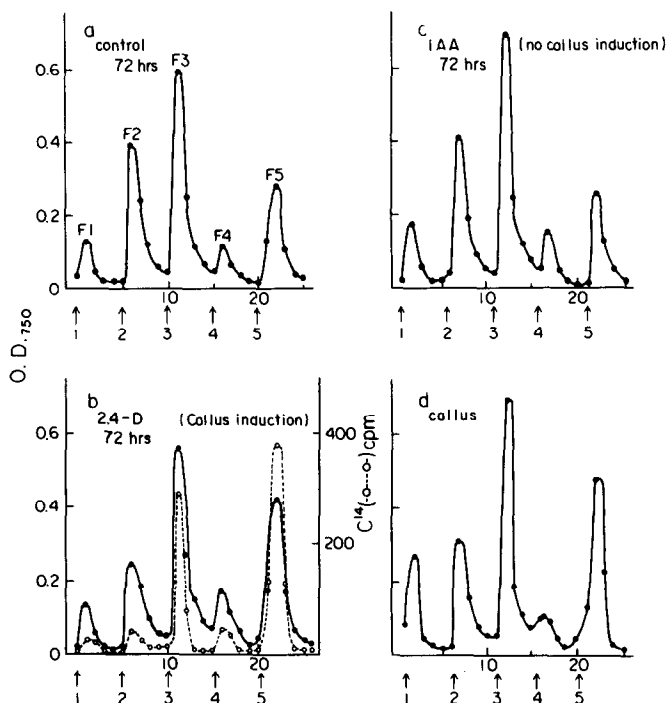 a control
72 hrs
F1
F2
F3
F4
F5
0.6
0.4
0.2
0
10
20
↑ ↑ ↑ ↑ ↑
1 2 3 4 5
c IAA
72 hrs
(no callus induction)
10
20
↑ ↑ ↑ ↑ ↑
1 2 3 4 5
O. D.750
b 2.4-D
72 hrs
(Callus induction)
0.6
0.4
0.2
0
400
200
C14(-o---o-)cpm
10
20
↑ ↑ ↑ ↑ ↑
1 2 3 4 5
d callus
10
20
↑ ↑ ↑ ↑ ↑
1 2 3 4 5